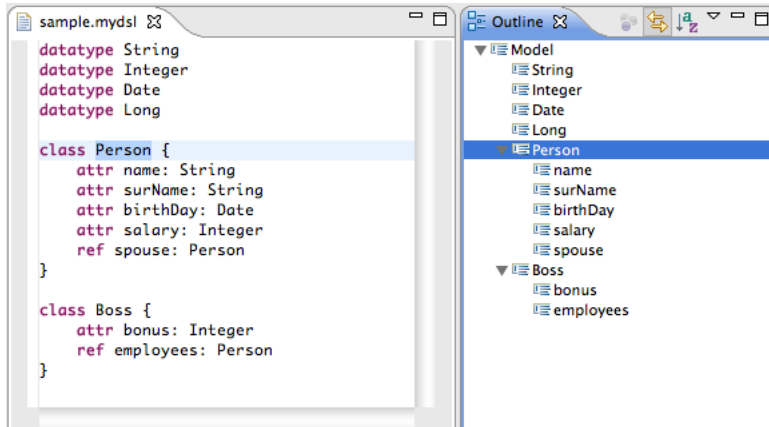 sample.mydsl
datatype String
datatype Integer
datatype Date
datatype Long
class Person {
attr name: String
attr surName: String
attr birthDay: Date
attr salary: Integer
ref spouse: Person
}
class Boss {
attr bonus: Integer
ref employees: Person
}
Outline
a
z
Model
String
Integer
Date
Long
Person
name
surName
birthDay
salary
spouse
Boss
bonus
employees